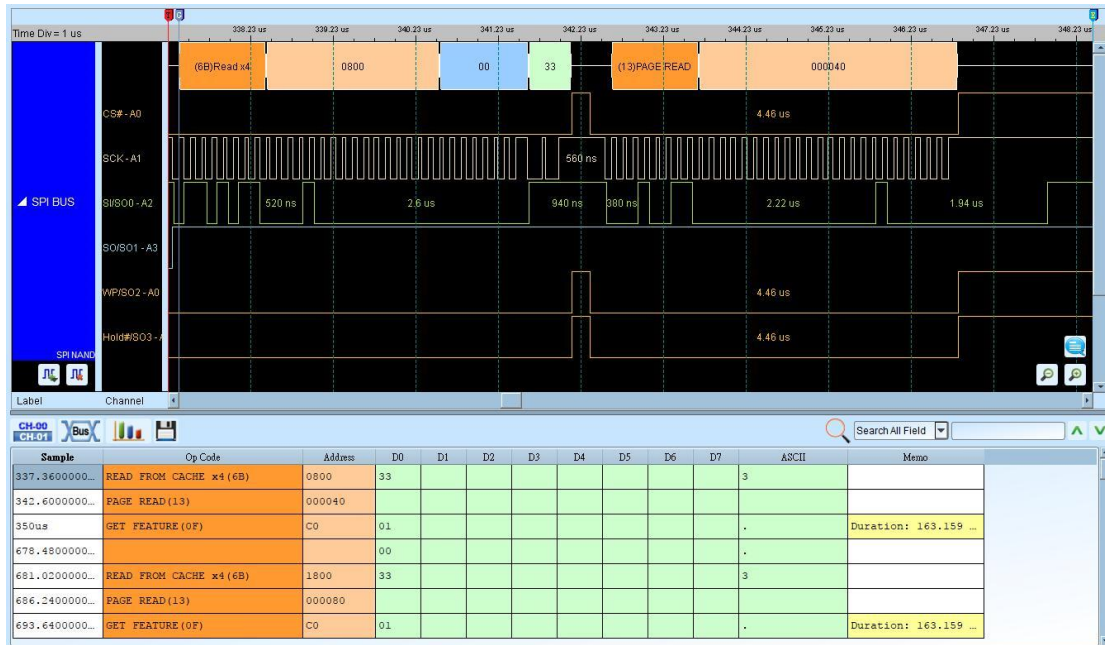 Time Div = 1 us
338.23 us 339.23 us 340.23 us 341.23 us 342.23 us 343.23 us 344.23 us 345.23 us 346.23 us 347.23 us 348.23 us
(6B)Read x4 0800 00 33 (13)PAGE READ 000040
CS# - A0 4.46 us
SCK - A1 560 ns
SPI BUS SI/SO0 - A2 520 ns 2.6 us 940 ns 380 ns 2.22 us 1.94 us
SO/SO1 - A3
WP/SO2 - A0 4.46 us
Hold#/SO3 - 4.46 us
SPI NAND
Label Channel
CH-00
CH-01 Bus Search All Field
Sample Op Code Address D0 D1 D2 D3 D4 D5 D6 D7 ASCII Memo
337.3600000... READ FROM CACHE x4(6B) 0800 33 3
342.6000000... PAGE READ(13) 000040
350us GET FEATURE(0F) C0 01 . Duration: 163.159 ...
678.4800000... 00 .
681.0200000... READ FROM CACHE x4(6B) 1800 33 3
686.2400000... PAGE READ(13) 000080
693.6400000... GET FEATURE(0F) C0 01 . Duration: 163.159 ...